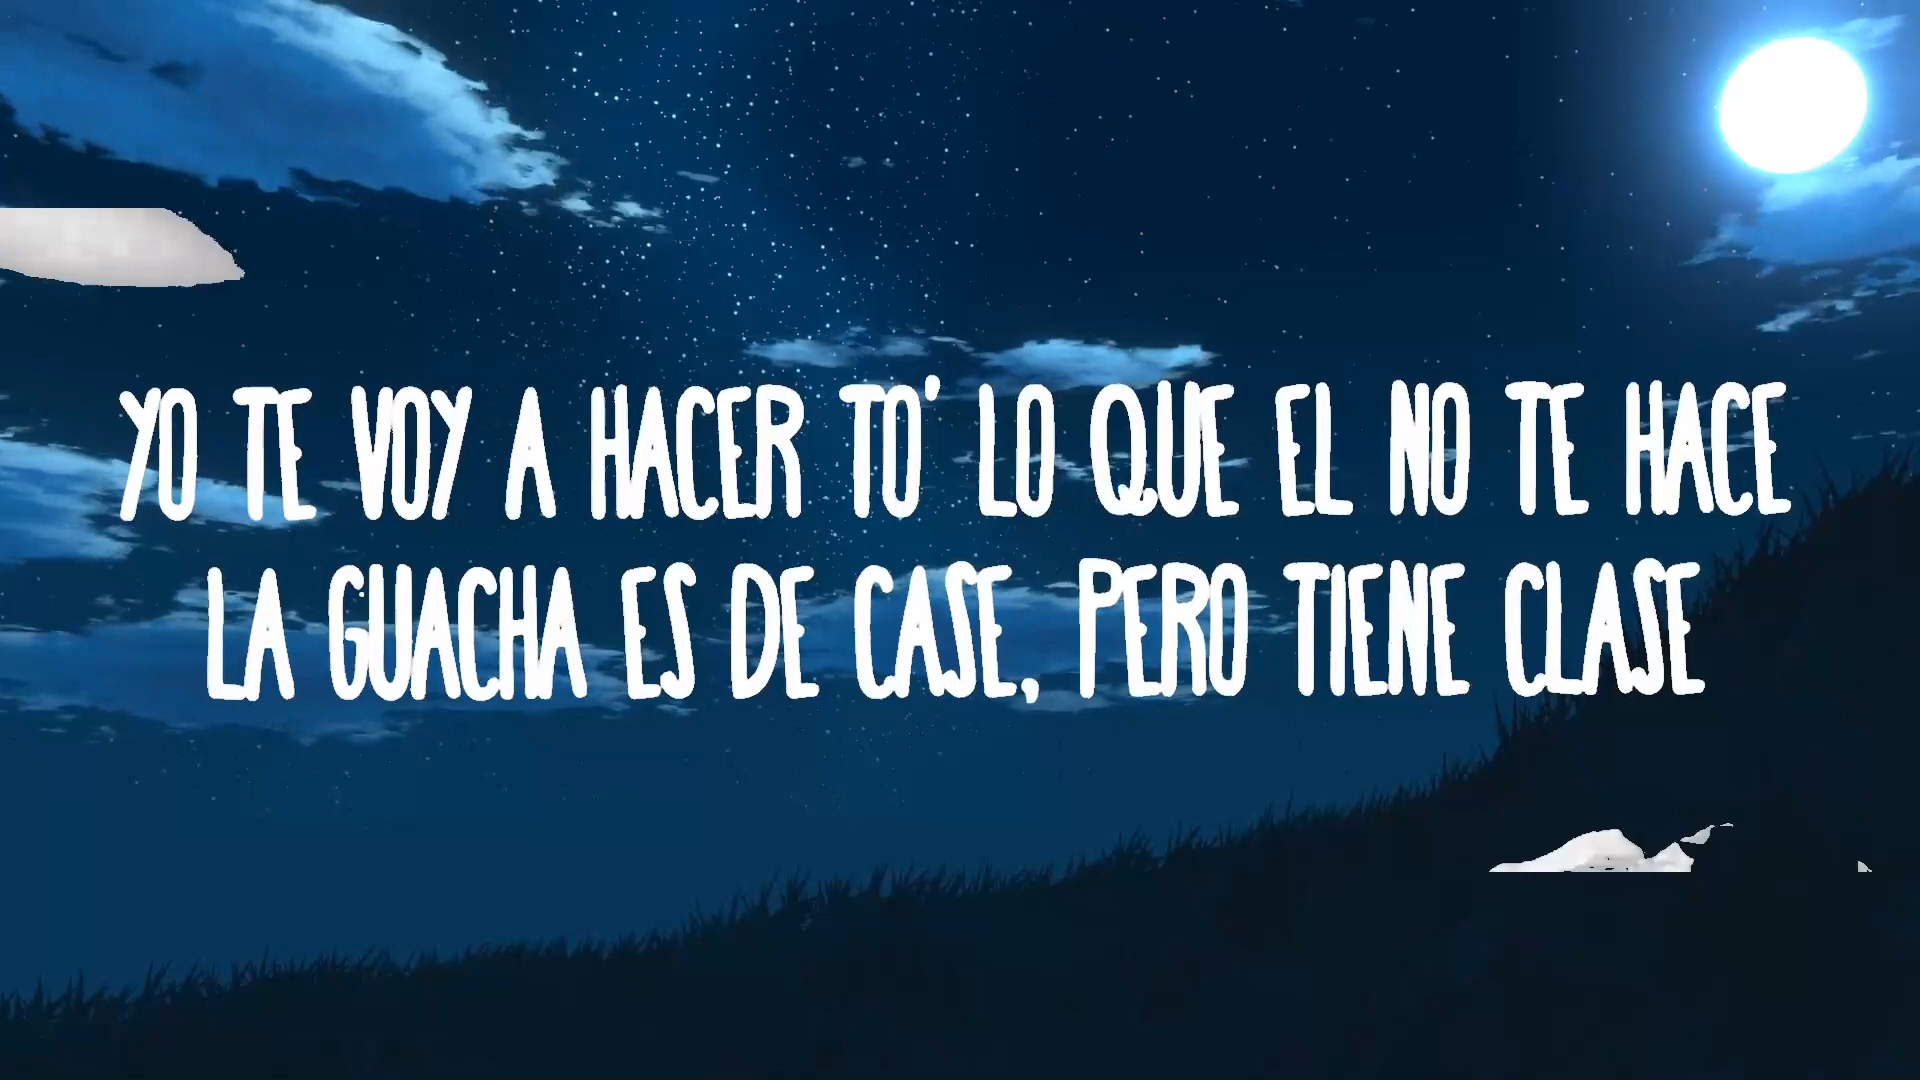 YO TE VOY A HACER TO' LO QUE EL NO TE HACE
LA GUACHA ES DE CASE, PERO TIENE CLASE